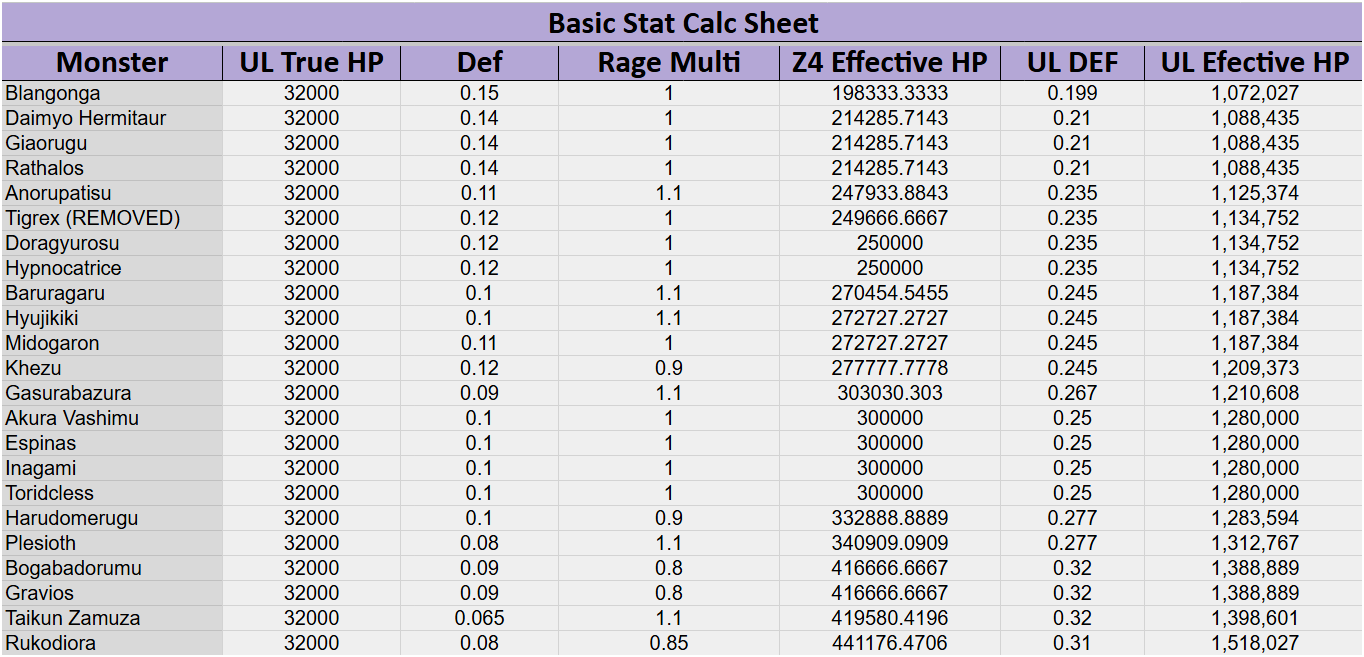 Basic Stat Calc Sheet
Monster UL True HP Def Rage Multi Z4 Effective HP UL DEF UL Efective HP
Blangonga 32000 0.15 1 198333.3333 0.199 1,072,027
Daimyo Hermitaur 32000 0.14 1 214285.7143 0.21 1,088,435
Giaorugu 32000 0.14 1 214285.7143 0.21 1,088,435
Rathalos 32000 0.14 1 214285.7143 0.21 1,088,435
Anorupatisu 32000 0.11 1.1 247933.8843 0.235 1,125,374
Tigrex (REMOVED) 32000 0.12 1 249666.6667 0.235 1,134,752
Doragyurosu 32000 0.12 1 250000 0.235 1,134,752
Hypnocatrice 32000 0.12 1 250000 0.235 1,134,752
Baruragaru 32000 0.1 1.1 270454.5455 0.245 1,187,384
Hyujikiki 32000 0.1 1.1 272727.2727 0.245 1,187,384
Midogaron 32000 0.11 1 272727.2727 0.245 1,187,384
Khezu 32000 0.12 0.9 277777.7778 0.245 1,209,373
Gasurabazura 32000 0.09 1.1 303030.303 0.267 1,210,608
Akura Vashimu 32000 0.1 1 300000 0.25 1,280,000
Espinas 32000 0.1 1 300000 0.25 1,280,000
Inagami 32000 0.1 1 300000 0.25 1,280,000
Toridcless 32000 0.1 1 300000 0.25 1,280,000
Harudomerugu 32000 0.1 0.9 332888.8889 0.277 1,283,594
Plesioth 32000 0.08 1.1 340909.0909 0.277 1,312,767
Bogabadorumu 32000 0.09 0.8 416666.6667 0.32 1,388,889
Gravios 32000 0.09 0.8 416666.6667 0.32 1,388,889
Taikun Zamuza 32000 0.065 1.1 419580.4196 0.32 1,398,601
Rukodiora 32000 0.08 0.85 441176.4706 0.31 1,518,027